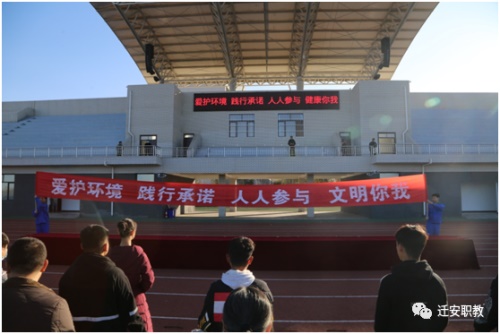 爱护环境 践行承诺 人人参与 健康你我
爱护环境 践行承诺 人人参与 文明你我
迁安职教